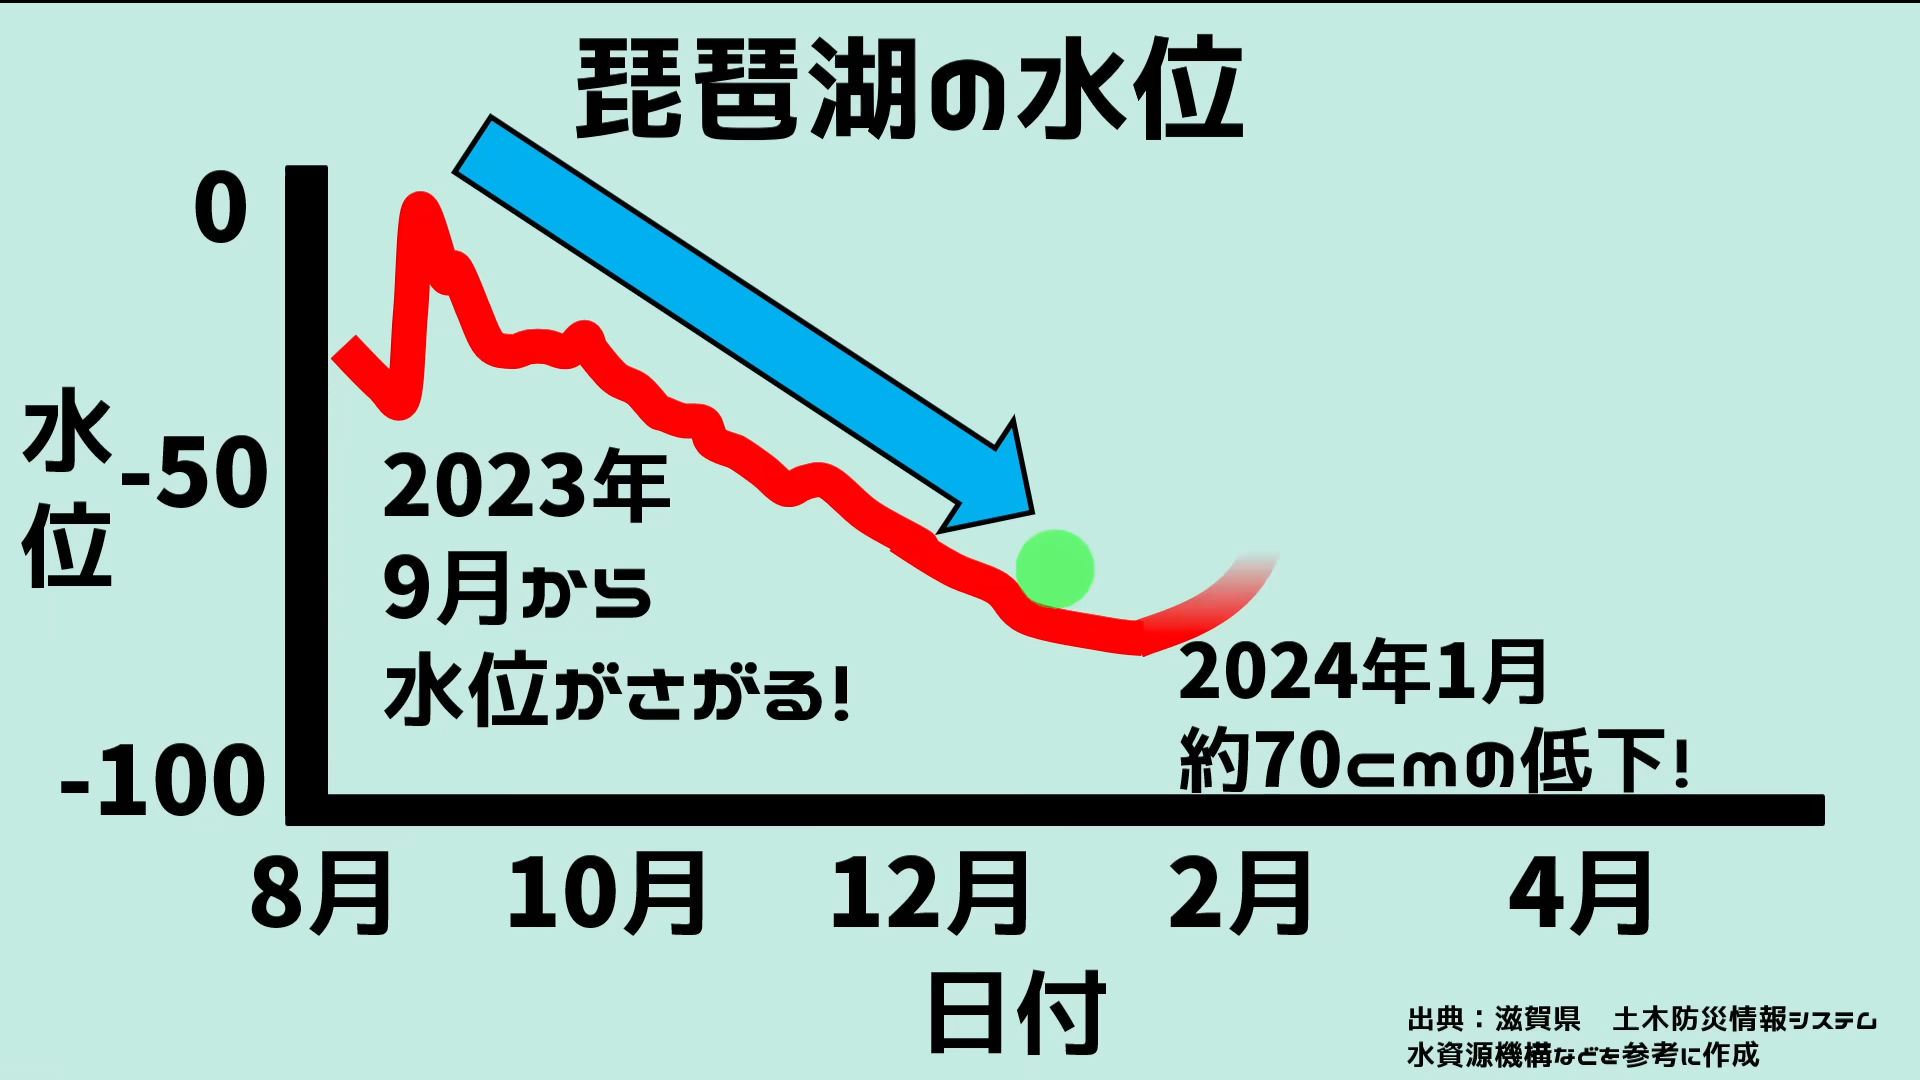 琵琶湖の水位
0
-50
-100
水位
2023年
9月から
水位がさがる!
2024年1月
約70cmの低下!
8月 10月 12月 2月 4月
日付
出典：滋賀県　土木防災情報システム
水資源機構などを参考に作成